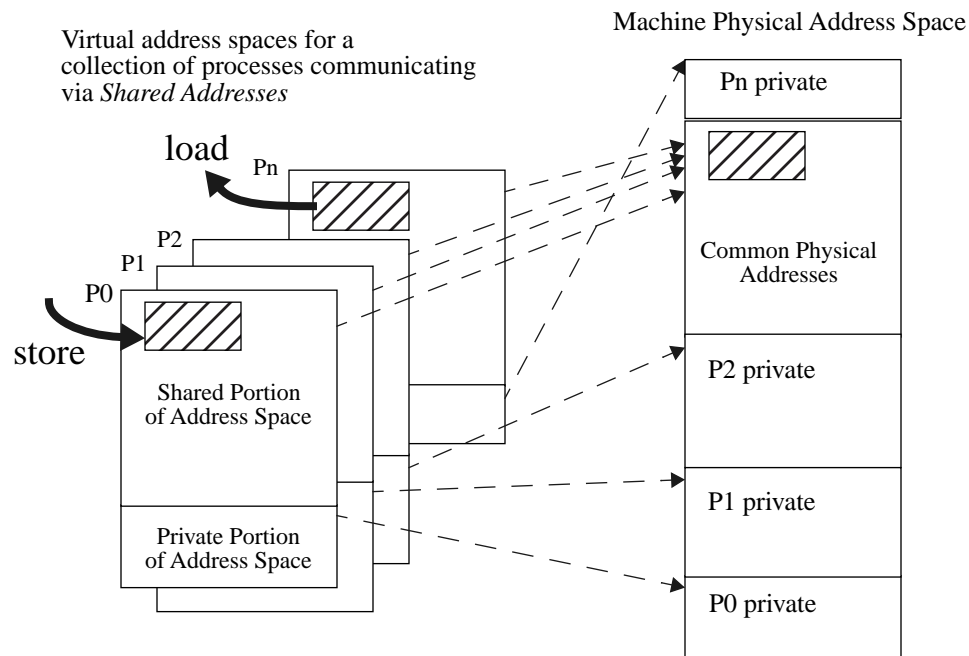 Machine Physical Address Space
Virtual address spaces for a
collection of processes communicating
via Shared Addresses
load
Pn
P2
P1
P0
store
Shared Portion
of Address Space
Private Portion
of Address Space
Pn private
Common Physical
Addresses
P2 private
P1 private
P0 private